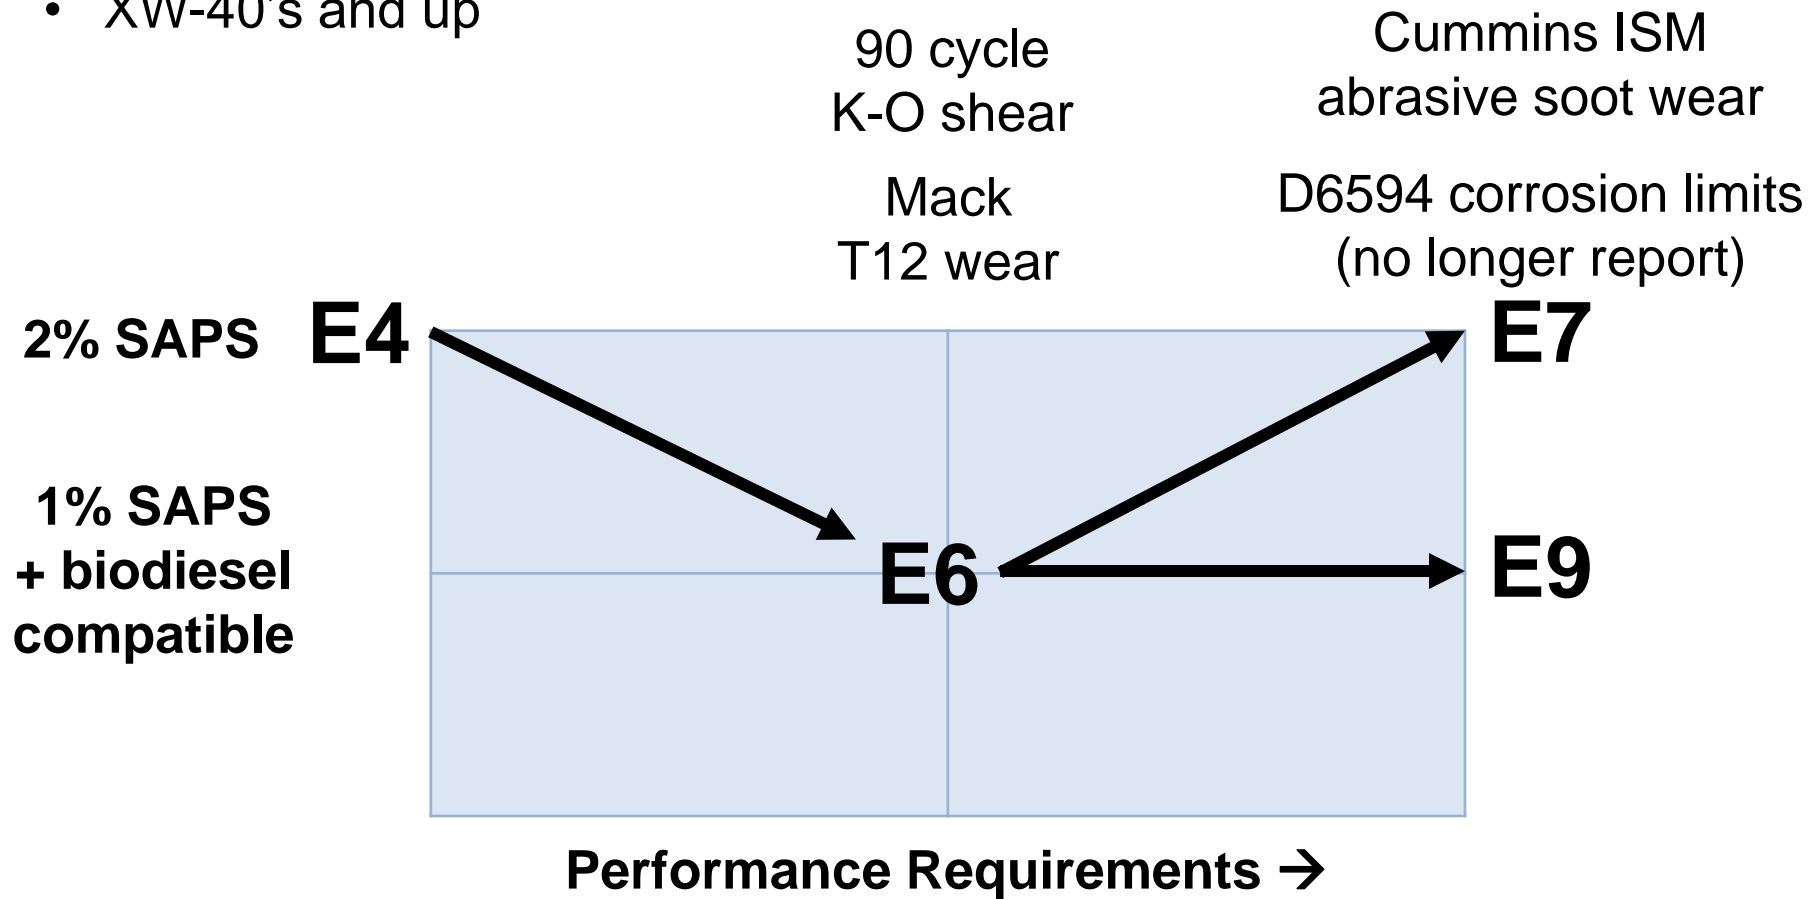 • XW-40's and up
90 cycle
K-O shear
Cummins ISM
abrasive soot wear
Mack
T12 wear
D6594 corrosion limits
(no longer report)
2% SAPS
E4
E7
1% SAPS
+ biodiesel
compatible
E6
E9
Performance Requirements →